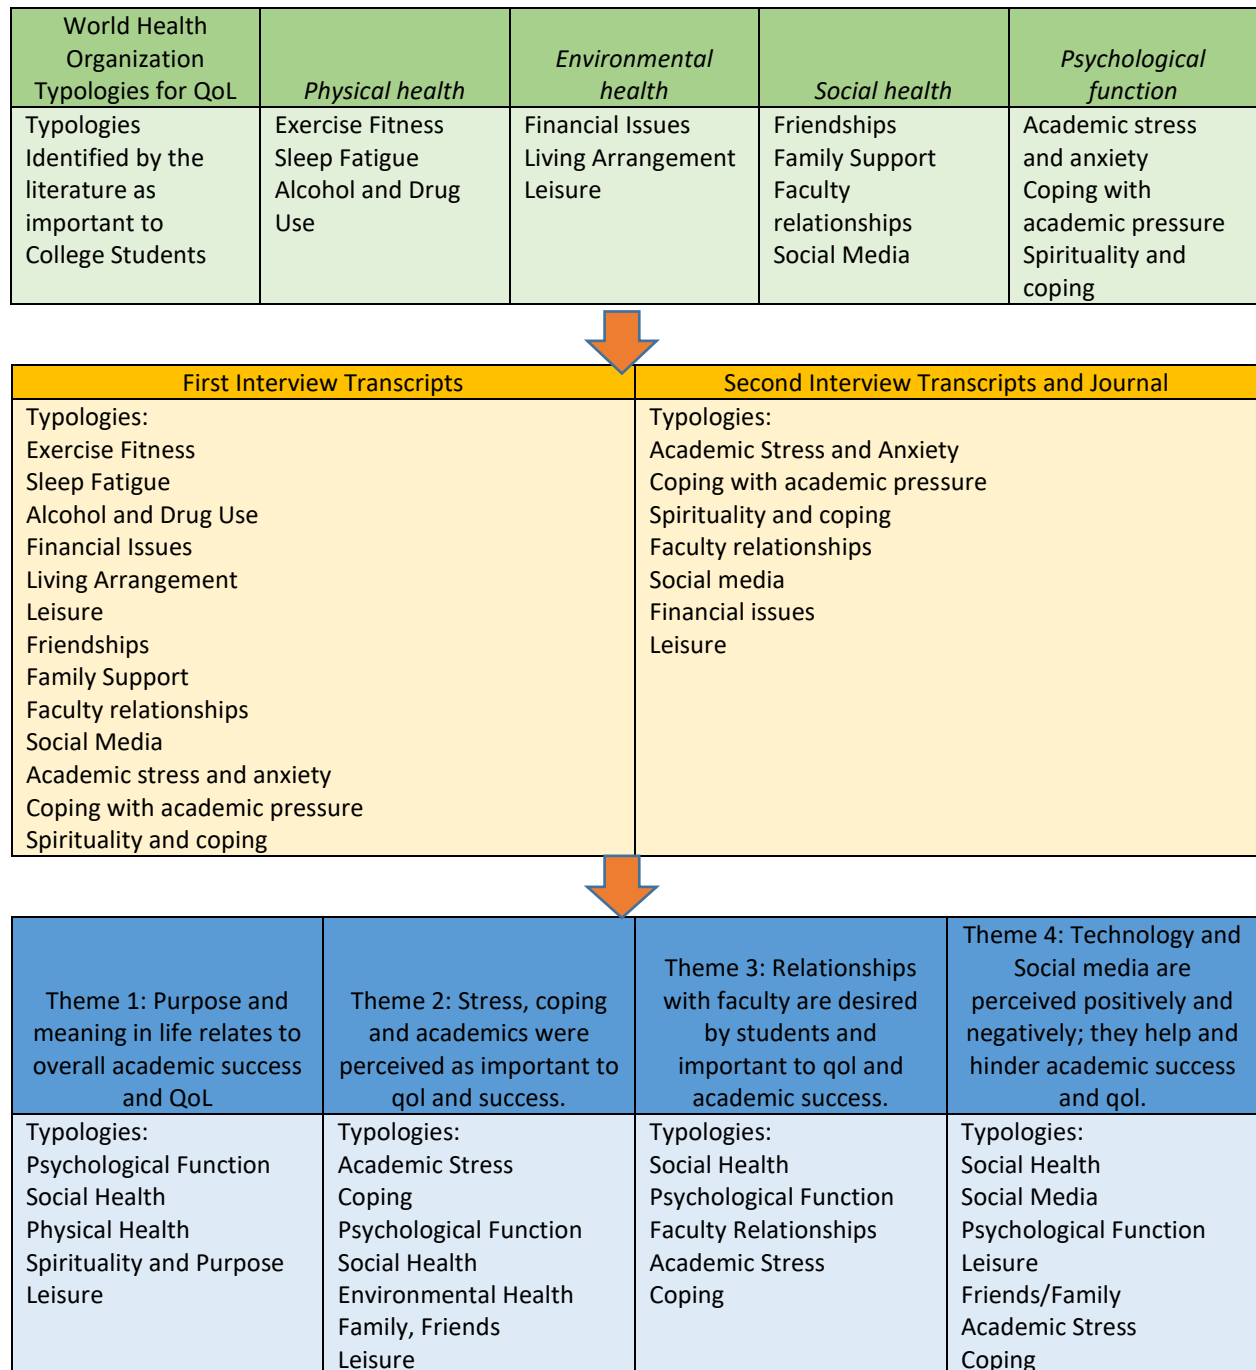 World Health
Organization
Typologies for QoL
Physical health
Environmental
health
Social health
Psychological
function
Typologies
Identified by the
literature as
important to
College Students
Exercise Fitness
Sleep Fatigue
Alcohol and Drug
Use
Financial Issues
Living Arrangement
Leisure
Friendships
Family Support
Faculty
relationships
Social Media
Academic stress
and anxiety
Coping with
academic pressure
Spirituality and
coping
First Interview Transcripts
Second Interview Transcripts and Journal
Typologies:
Exercise Fitness
Sleep Fatigue
Alcohol and Drug Use
Financial Issues
Living Arrangement
Leisure
Friendships
Family Support
Faculty relationships
Social Media
Academic stress and anxiety
Coping with academic pressure
Spirituality and coping
Typologies:
Academic Stress and Anxiety
Coping with academic pressure
Spirituality and coping
Faculty relationships
Social media
Financial issues
Leisure
Theme 1: Purpose and
meaning in life relates to
overall academic success
and QoL
Theme 2: Stress, coping
and academics were
perceived as important to
qol and success.
Theme 3: Relationships
with faculty are desired
by students and
important to qol and
academic success.
Theme 4: Technology and
Social media are
perceived positively and
negatively; they help and
hinder academic success
and qol.
Typologies:
Psychological Function
Social Health
Physical Health
Spirituality and Purpose
Leisure
Typologies:
Academic Stress
Coping
Psychological Function
Social Health
Environmental Health
Family, Friends
Leisure
Typologies:
Social Health
Psychological Function
Faculty Relationships
Academic Stress
Coping
Typologies:
Social Health
Social Media
Psychological Function
Leisure
Friends/Family
Academic Stress
Coping